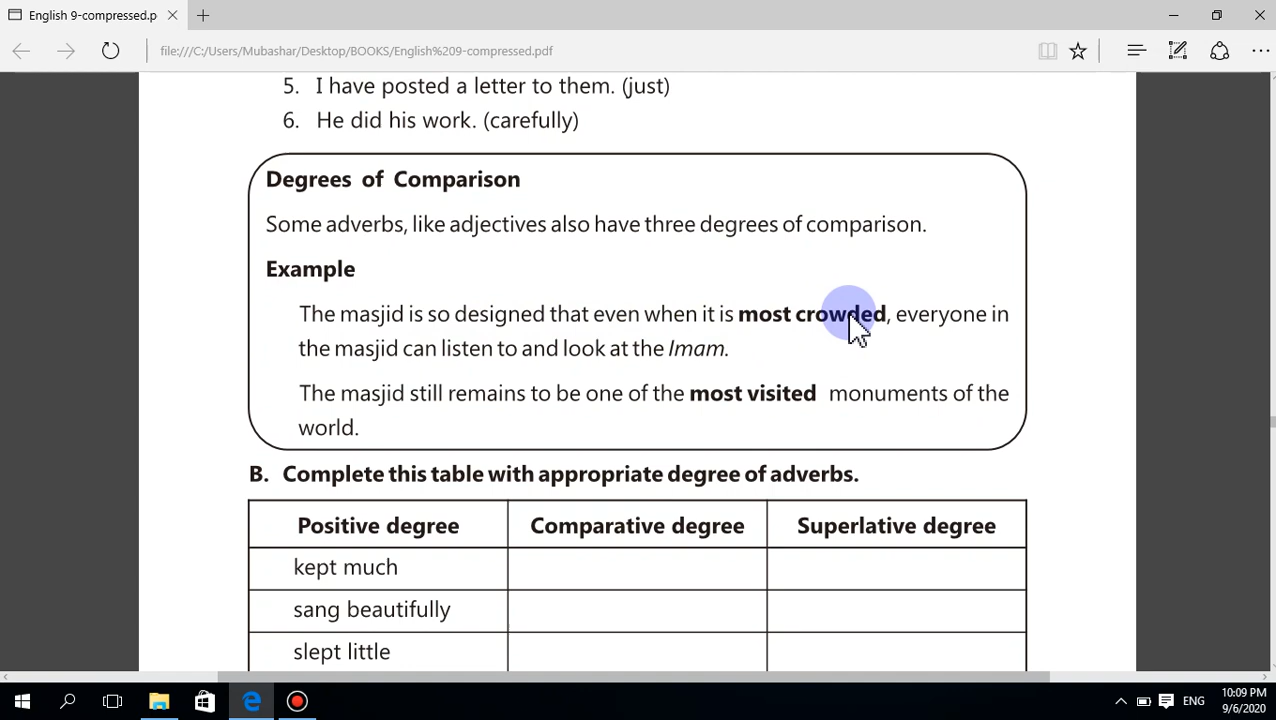 English 9-compressed.p
file:///C:/Users/Mubashar/Desktop/BOOKS/English%209-compressed.pdf
5. I have posted a letter to them. (just)
6. He did his work. (carefully)
Degrees of Comparison
Some adverbs, like adjectives also have three degrees of comparison.
Example
The masjid is so designed that even when it is most crowded, everyone in
the masjid can listen to and look at the Imam.
The masjid still remains to be one of the most visited monuments of the
world.
B. Complete this table with appropriate degree of adverbs.
Positive degree Comparative degree Superlative degree
kept much
sang beautifully
slept little
ENG
10:09 PM
9/6/2020